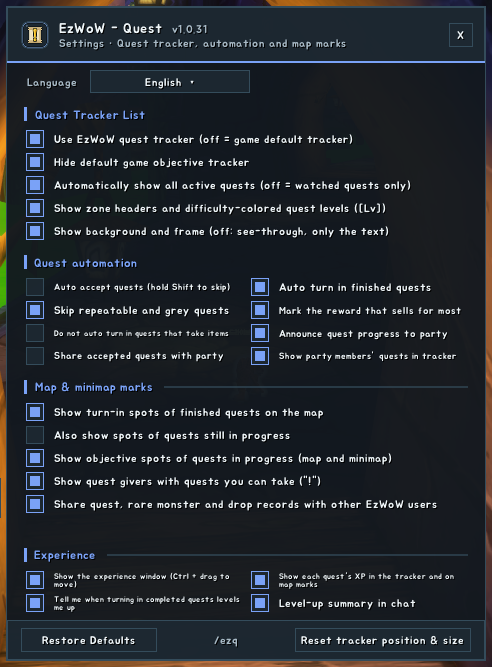 EzWoW - Quest v1.0.31
Settings · Quest tracker, automation and map marks
X
Language English
Quest Tracker List
Use EzWoW quest tracker (off = game default tracker)
Hide default game objective tracker
Automatically show all active quests (off = watched quests only)
Show zone headers and difficulty-colored quest levels ([Lv])
Show background and frame (off: see-through, only the text)
Quest automation
Auto accept quests (hold Shift to skip)
Auto turn in finished quests
Skip repeatable and grey quests
Mark the reward that sells for most
Do not auto turn in quests that take items
Announce quest progress to party
Share accepted quests with party
Show party members' quests in tracker
Map & minimap marks
Show turn-in spots of finished quests on the map
Also show spots of quests still in progress
Show objective spots of quests in progress (map and minimap)
Show quest givers with quests you can take ("!")
Share quest, rare monster and drop records with other EzWoW users
Experience
Show the experience window (Ctrl + drag to
move)
Show each quest's XP in the tracker and on
map marks
Tell me when turning in completed quests levels
me up
Level-up summary in chat
Restore Defaults
/ezq
Reset tracker position & size